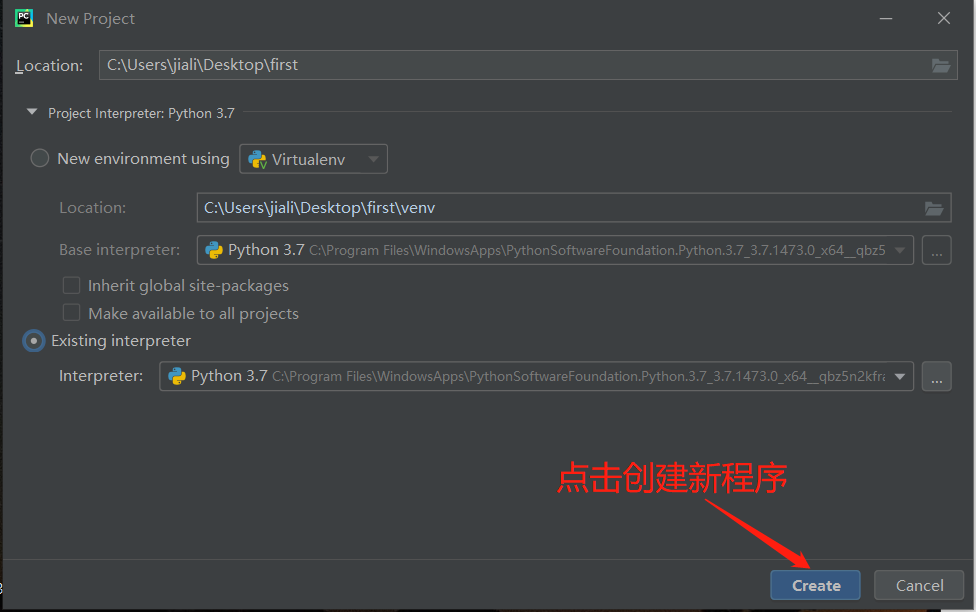 New Project
Location: C:\Users\jiali\Desktop\first
Project Interpreter: Python 3.7
New environment using Virtualenv
Location: C:\Users\jiali\Desktop\first\venv
Base interpreter: Python 3.7 C:\Program Files\WindowsApps\PythonSoftwareFoundation.Python.3.7_3.7.1473.0_x64__qbz5
Inherit global site-packages
Make available to all projects
Existing interpreter
Interpreter: Python 3.7 C:\Program Files\WindowsApps\PythonSoftwareFoundation.Python.3.7_3.7.1473.0_x64__qbz5n2kfra
点击创建新程序
Create Cancel